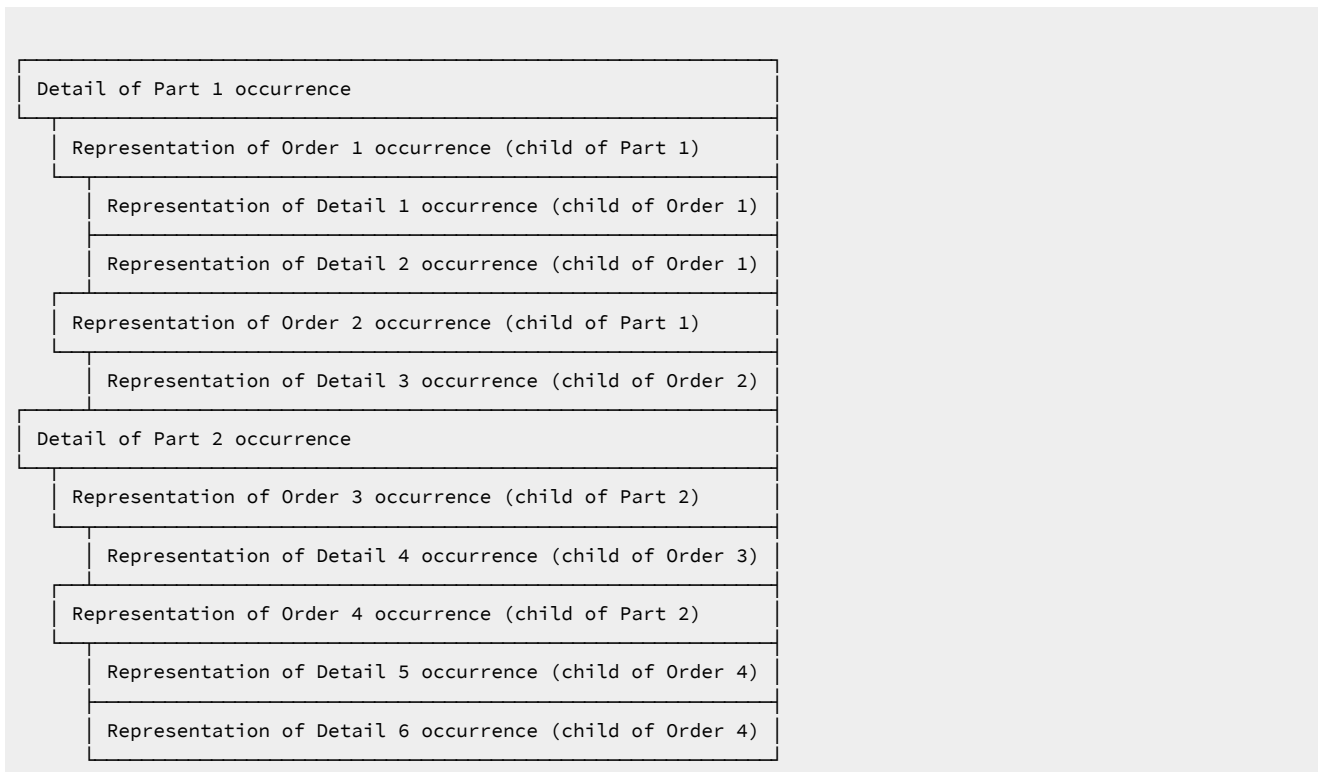 Detail of Part 1 occurrence
Representation of Order 1 occurrence (child of Part 1)
Representation of Detail 1 occurrence (child of Order 1)
Representation of Detail 2 occurrence (child of Order 1)
Representation of Order 2 occurrence (child of Part 1)
Representation of Detail 3 occurrence (child of Order 2)
Detail of Part 2 occurrence
Representation of Order 3 occurrence (child of Part 2)
Representation of Detail 4 occurrence (child of Order 3)
Representation of Order 4 occurrence (child of Part 2)
Representation of Detail 5 occurrence (child of Order 4)
Representation of Detail 6 occurrence (child of Order 4)